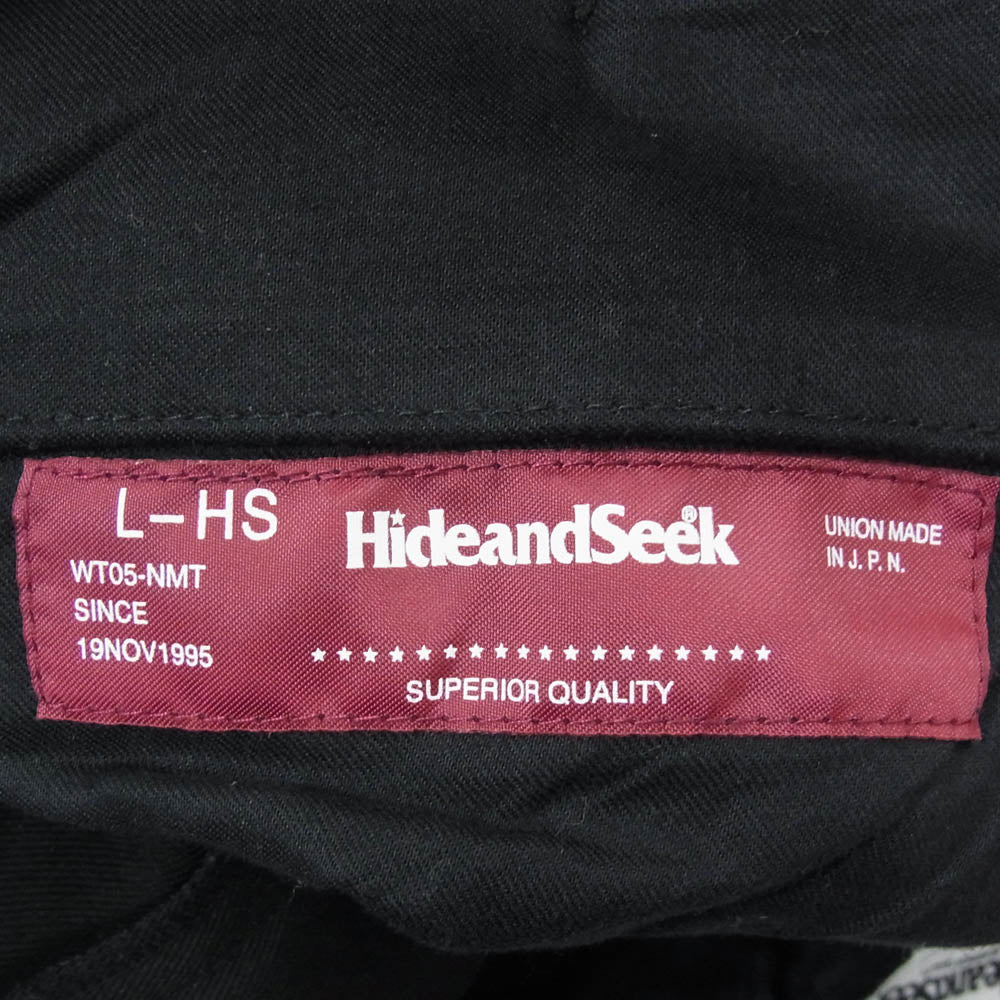 L-HS
WT05-NMT
SINCE
19NOV1995
HideandSeek®
★★★★★★★★★★★★★★★★★★
SUPERIOR QUALITY
UNION MADE
IN J. P. N.